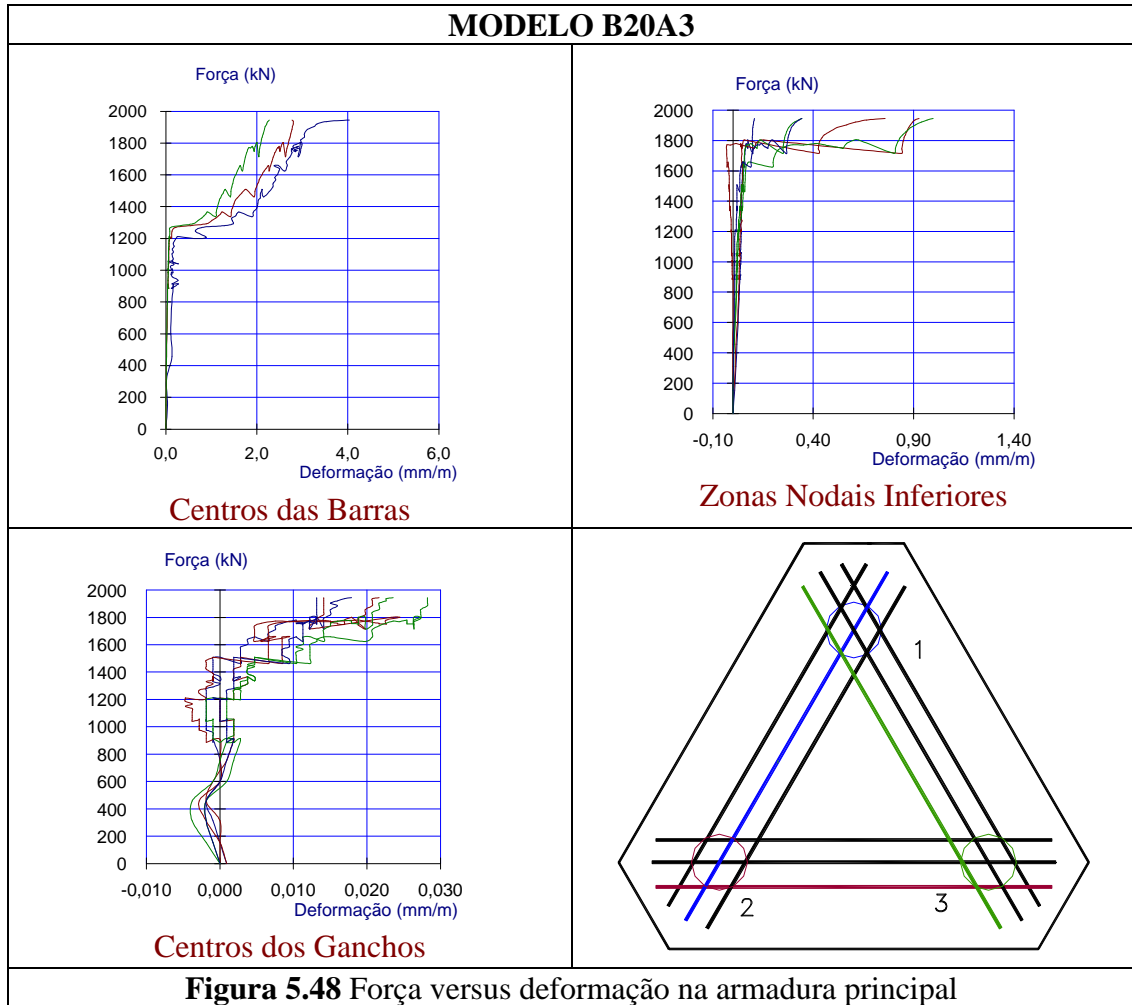 MODELO B20A3
Força (kN)
2000
1800
1600
1400
1200
1000
800
600
400
200
0
0,0 2,0 4,0 6,0
Deformação (mm/m)
Centros das Barras
Força (kN)
2000
1800
1600
1400
1200
1000
800
600
400
200
0
-0,10 0,40 0,90 1,40
Deformação (mm/m)
Zonas Nodais Inferiores
Força (kN)
2000
1800
1600
1400
1200
1000
800
600
400
200
0
-0,010 0,000 0,010 0,020 0,030
Deformação (mm/m)
Centros dos Ganchos
1
2 3
Figura 5.48 Força versus deformação na armadura principal